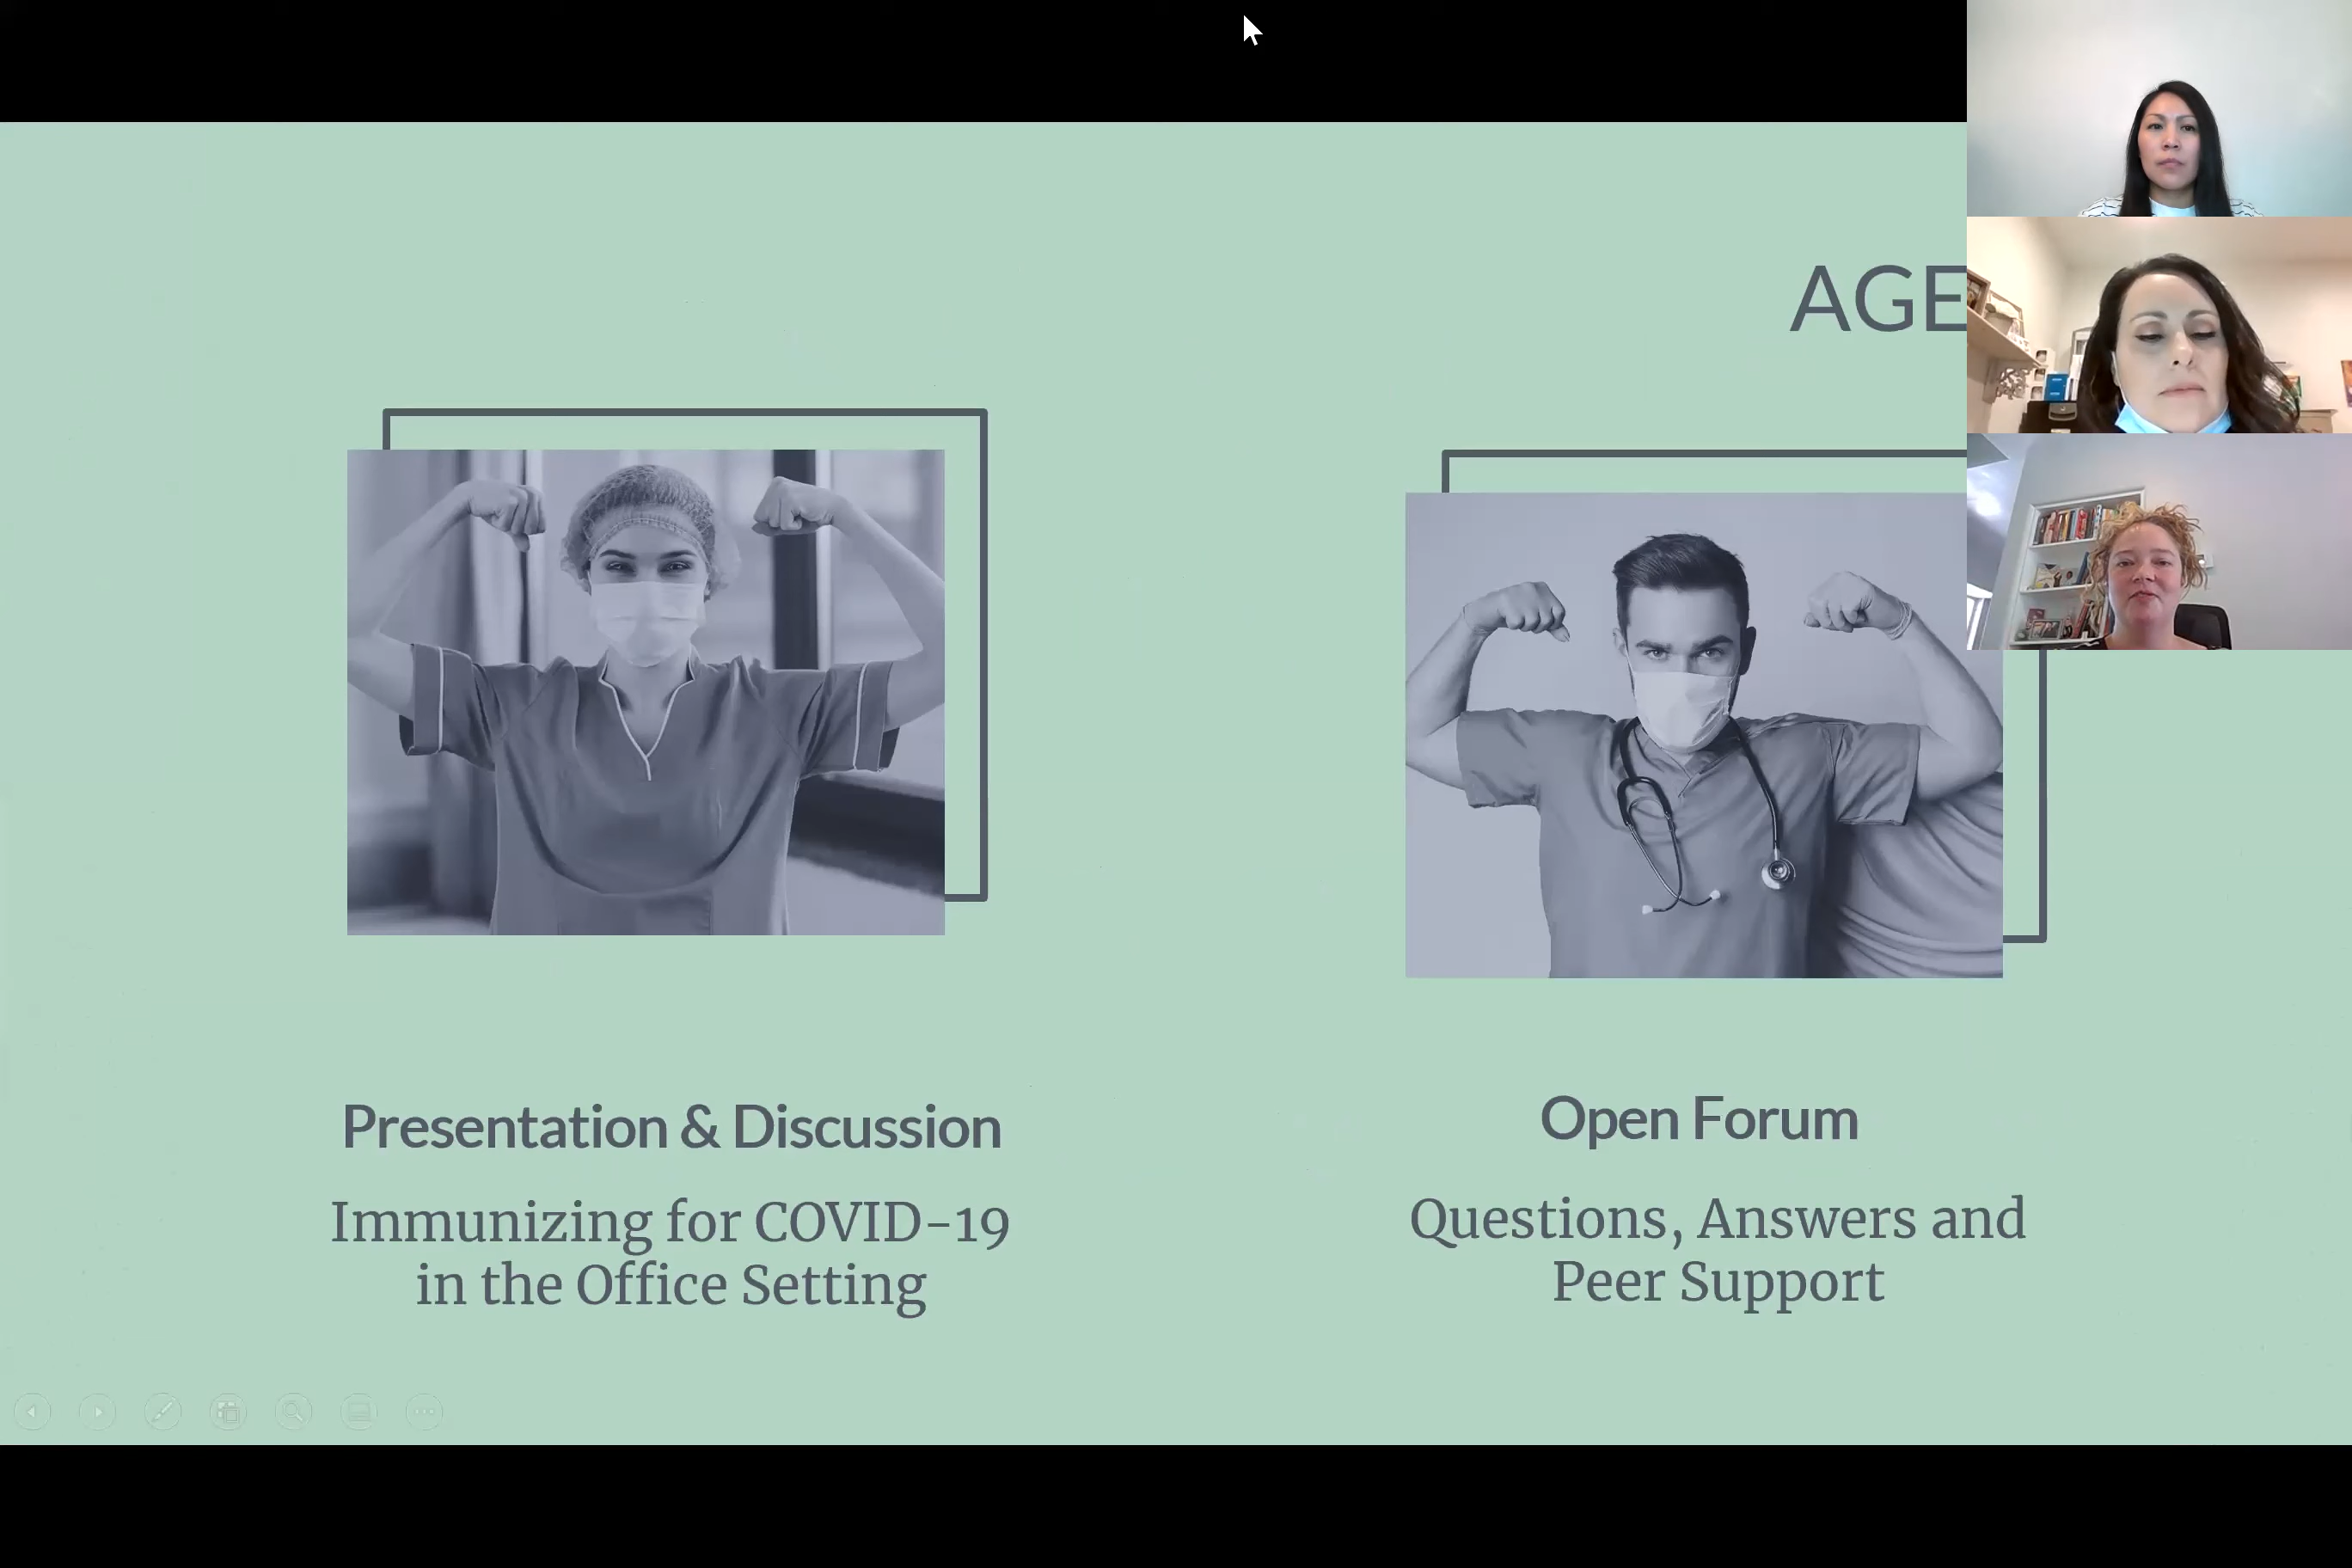 AGE
Presentation & Discussion
Immunizing for COVID-19
in the Office Setting
Open Forum
Questions, Answers and
Peer Support